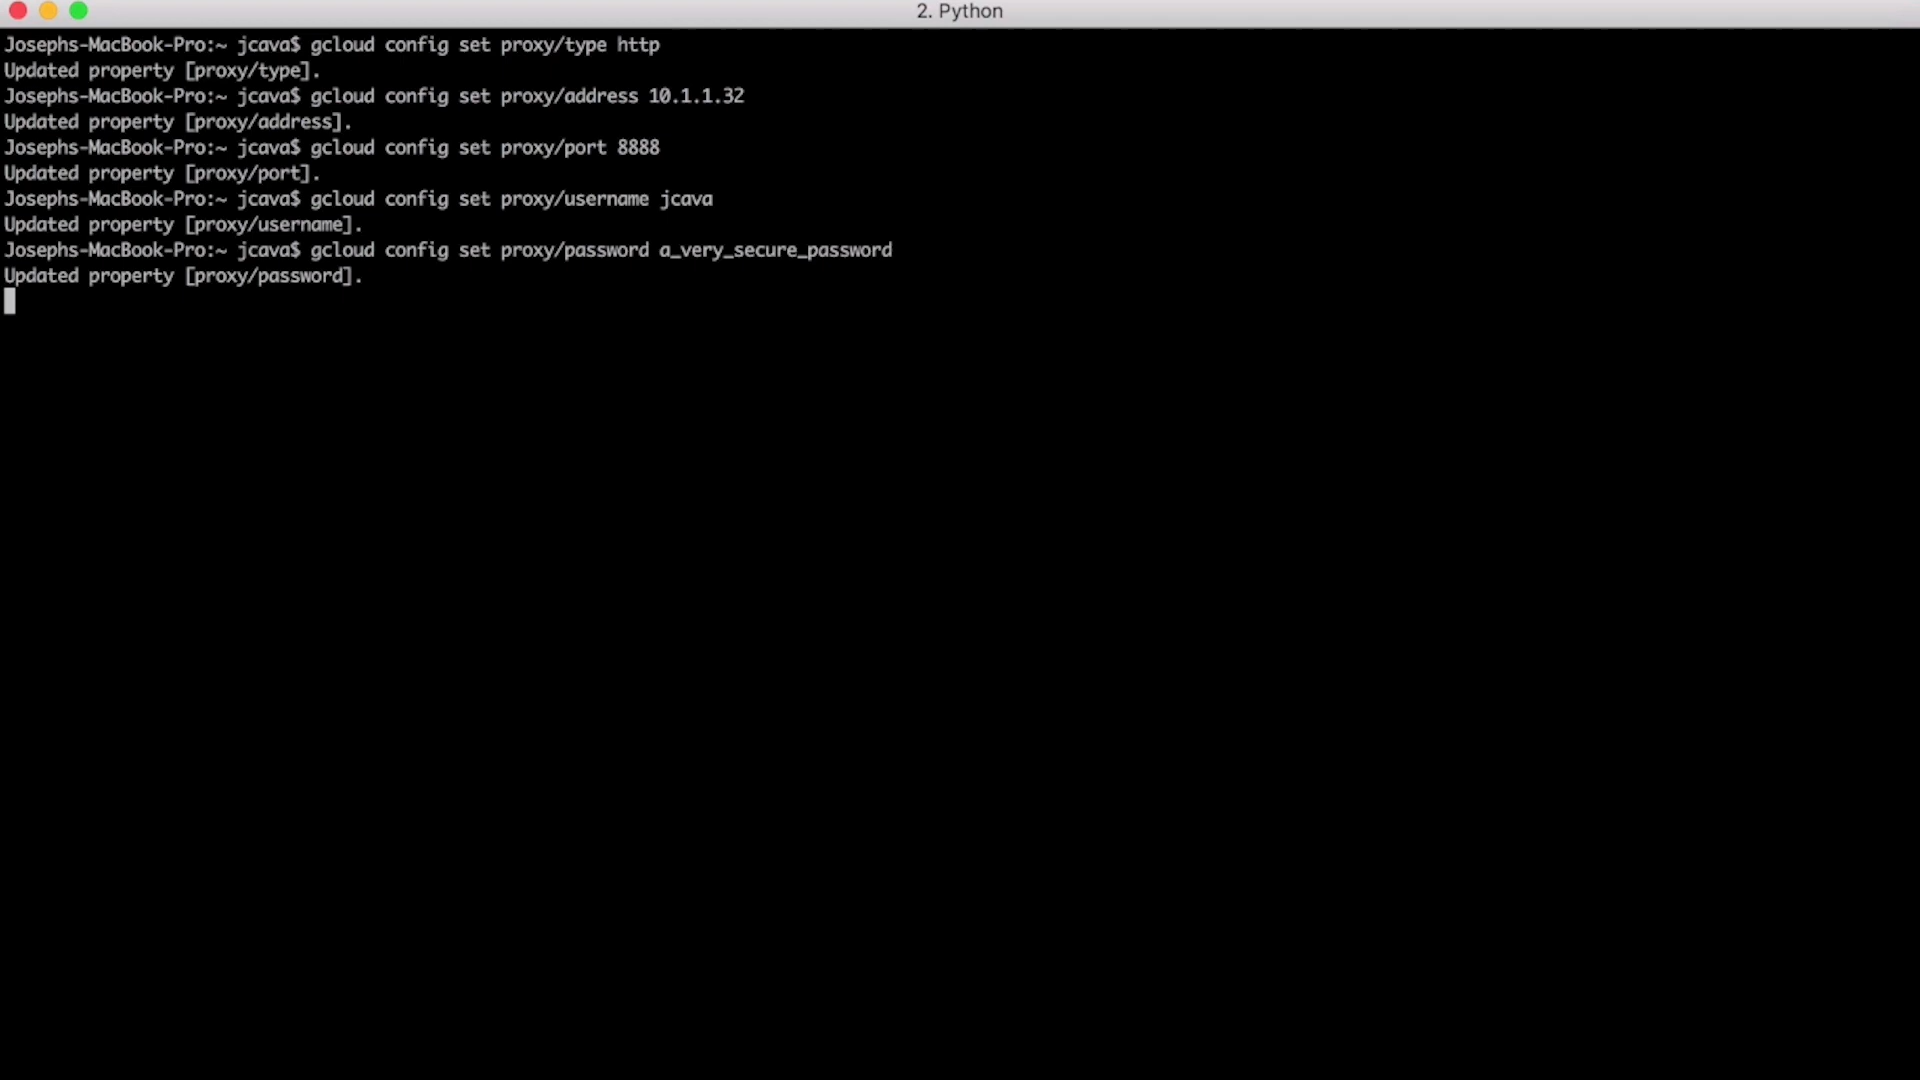 2. Python
Josephs-MacBook-Pro:~ jcava$ gcloud config set proxy/type http
Updated property [proxy/type].
Josephs-MacBook-Pro:~ jcava$ gcloud config set proxy/address 10.1.1.32
Updated property [proxy/address].
Josephs-MacBook-Pro:~ jcava$ gcloud config set proxy/port 8888
Updated property [proxy/port].
Josephs-MacBook-Pro:~ jcava$ gcloud config set proxy/username jcava
Updated property [proxy/username].
Josephs-MacBook-Pro:~ jcava$ gcloud config set proxy/password a_very_secure_password
Updated property [proxy/password].